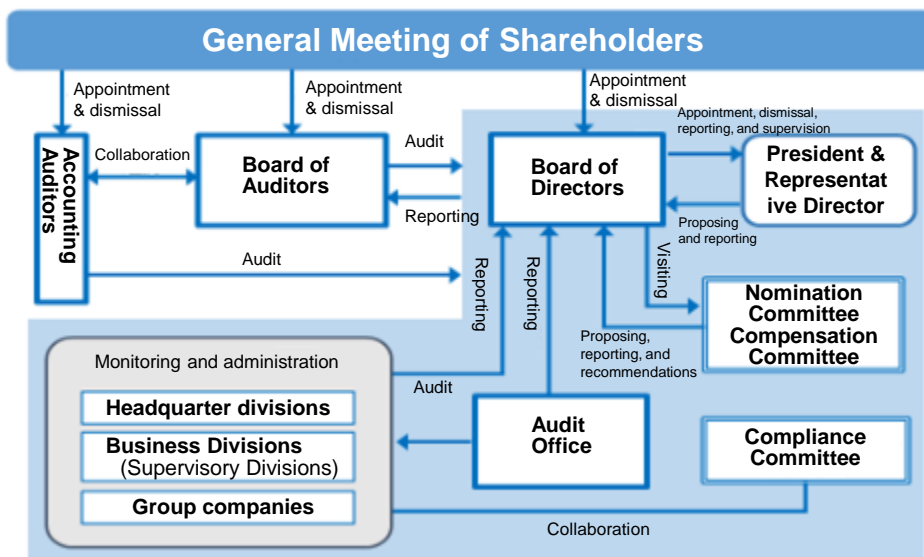 General Meeting of Shareholders
Appointment
& dismissal
Appointment
& dismissal
Appointment
& dismissal
Appointment, dismissal,
reporting, and supervision
Accounting
Auditors
Collaboration
Board of
Auditors
Audit
Reporting
Board of
Directors
President &
Representat
ive Director
Proposing
and reporting
Audit
Reporting
Reporting
Visiting
Nomination
Committee
Compensation
Committee
Proposing,
reporting, and
recommendations
Monitoring and administration
Audit
Headquarter divisions
Business Divisions
(Supervisory Divisions)
Group companies
Audit
Office
Compliance
Committee
Collaboration